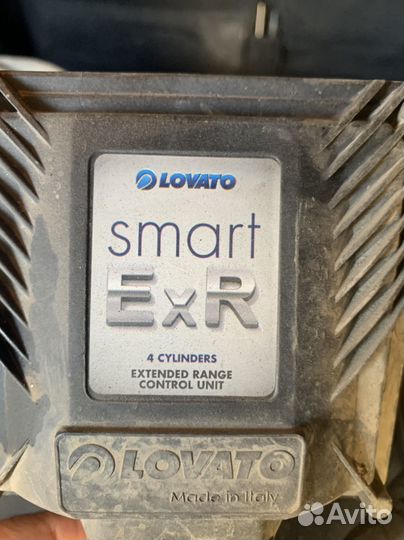 LOVATO
smart
ExR
4 CYLINDERS
EXTENDED RANGE
CONTROL UNIT
LOVATO
Made in Italy
Avito